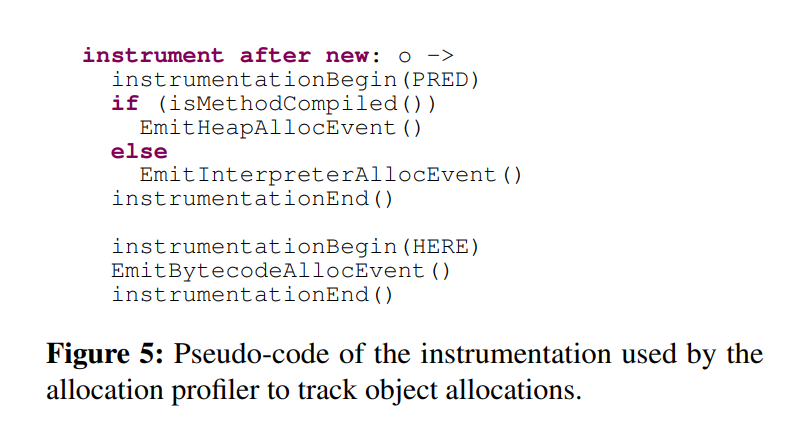 instrument after new: o ->
instrumentationBegin(PRED)
if (isMethodCompiled())
EmitHeapAllocEvent()
else
EmitInterpreterAllocEvent()
instrumentationEnd()
instrumentationBegin(HERE)
EmitBytecodeAllocEvent()
instrumentationEnd()
Figure 5: Pseudo-code of the instrumentation used by the
allocation profiler to track object allocations.